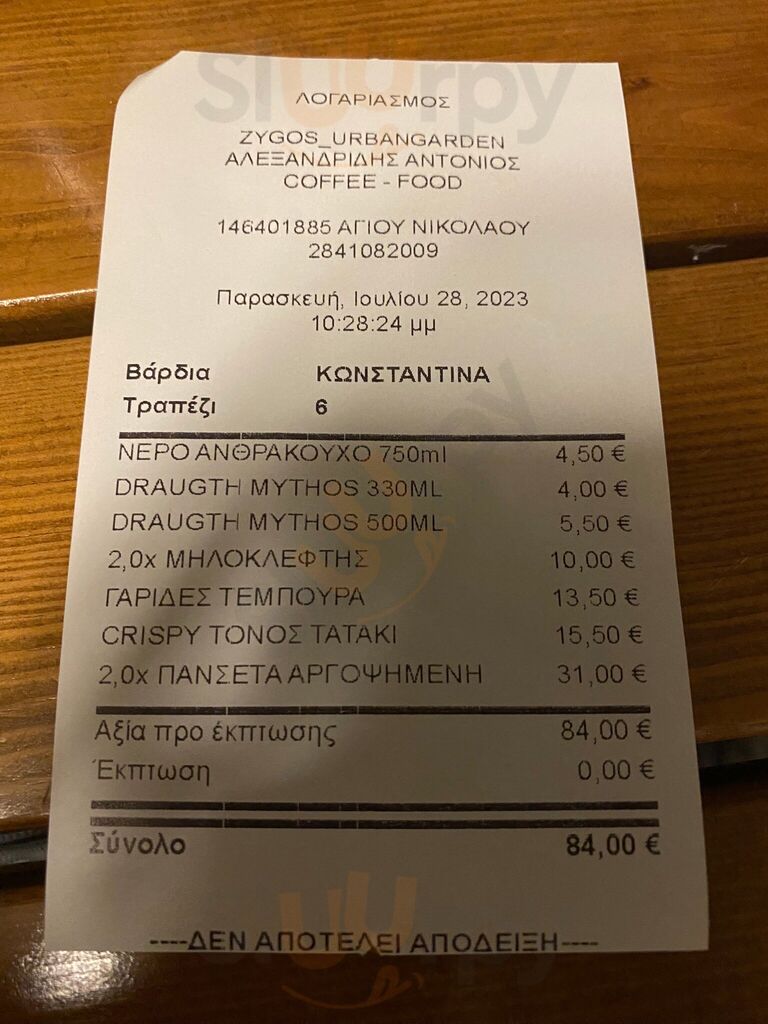 ΛΟΓΑΡΙΑΣΜΟΣ
ZYGOS_URBANGARDEN
ΑΛΕΞΑΝΔΡΙΔΗΣ ΑΝΤΟΝΙΟΣ
COFFEE - FOOD
146401885 ΑΓΙΟΥ ΝΙΚΟΛΑΟΥ
2841082009
Παρασκευή, Ιουλίου 28, 2023
10:28:24 μμ
Βάρδια ΚΩΝΣΤΑΝΤΙΝΑ
Τραπέζι 6
ΝΕΡΟ ΑΝΘΡΑΚΟΥΧΟ 750ml 4,50 €
DRAUGTH MYTHOS 330ML 4,00 €
DRAUGTH MYTHOS 500ML 5,50 €
2,0x ΜΗΛΟΚΛΕΦΤΗΣ 10,00 €
ΓΑΡΙΔΕΣ ΤΕΜΠΟΥΡΑ 13,50 €
CRISPY ΤΟΝΟΣ ΤΑΤΑΚΙ 15,50 €
2,0x ΠΑΝΣΕΤΑ ΑΡΓΟΨΗΜΕΝΗ 31,00 €
Αξία προ έκπτωσης 84,00 €
Έκπτωση 0,00 €
Σύνολο 84,00 €
----ΔΕΝ ΑΠΟΤΕΛΕΙ ΑΠΟΔΕΙΞΗ----
Sluurpy